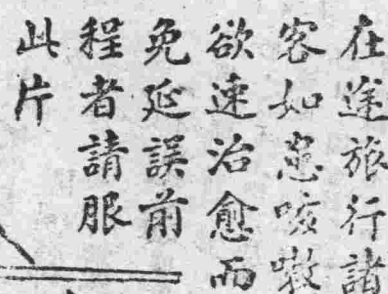 在途旅行諸
客如患咳嗽
欲速治愈而
免延誤前
程者請服
此片